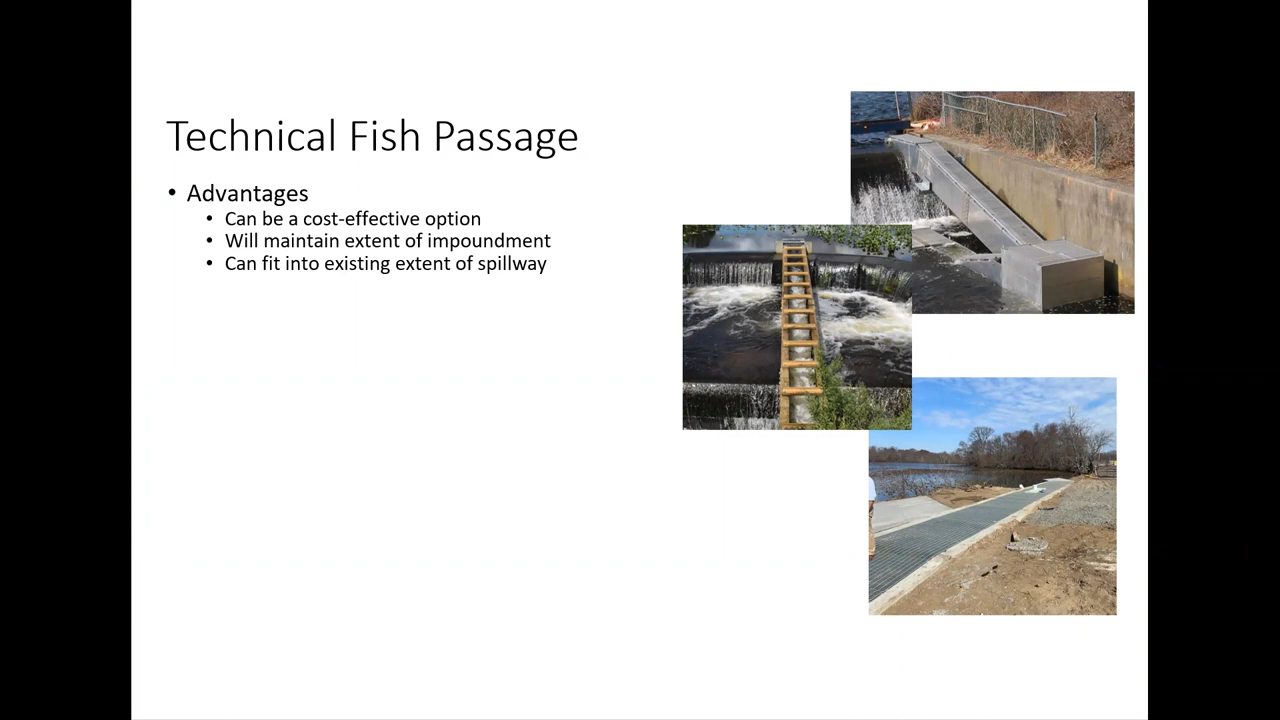 Technical Fish Passage
• Advantages
• Can be a cost-effective option
• Will maintain extent of impoundment
• Can fit into existing extent of spillway